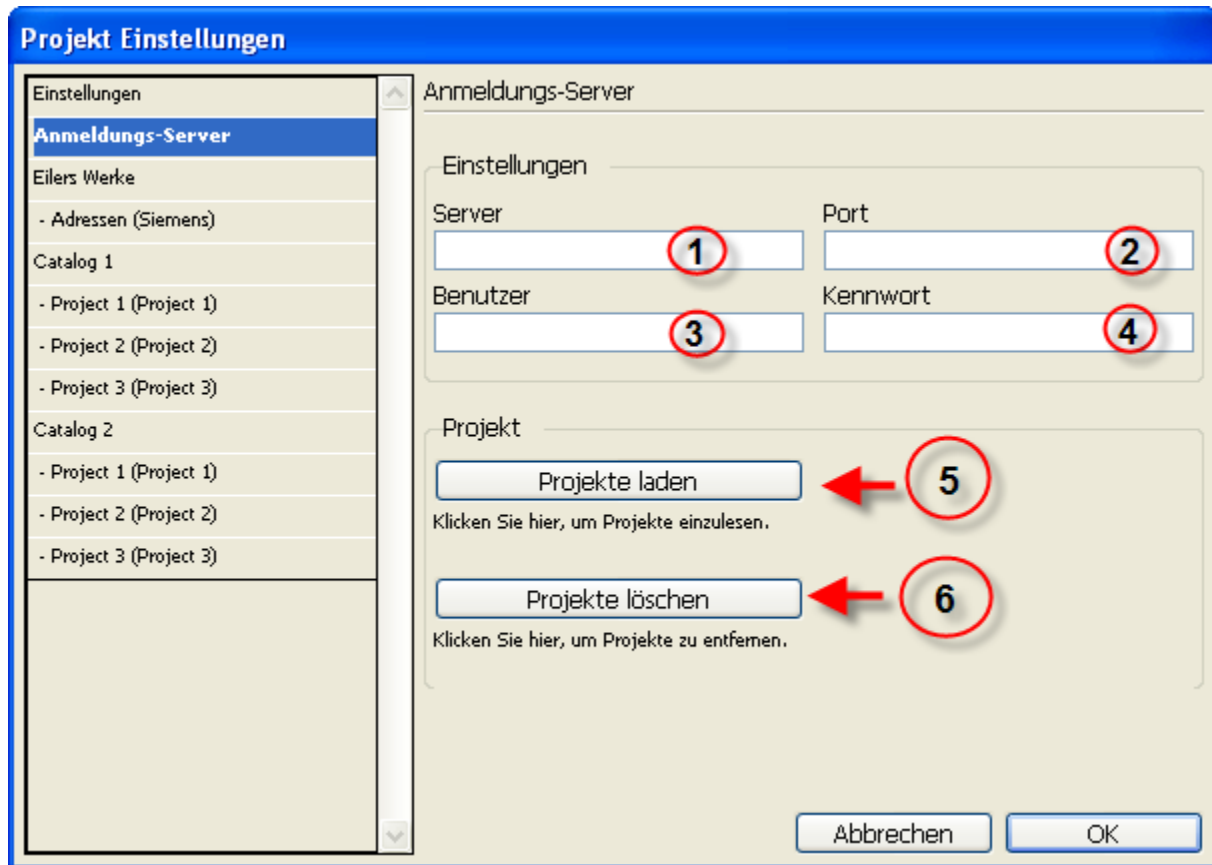 Projekt Einstellungen
Einstellungen
Anmeldungs-Server
Eilers Werke
- Adressen (Siemens)
Catalog 1
- Project 1 (Project 1)
- Project 2 (Project 2)
- Project 3 (Project 3)
Catalog 2
- Project 1 (Project 1)
- Project 2 (Project 2)
- Project 3 (Project 3)
Anmeldungs-Server
Einstellungen
Server Port
1 2
Benutzer Kennwort
3 4
Projekt
Projekte laden 5
Klicken Sie hier, um Projekte einzulesen.
Projekte löschen 6
Klicken Sie hier, um Projekte zu entfernen.
Abbrechen OK